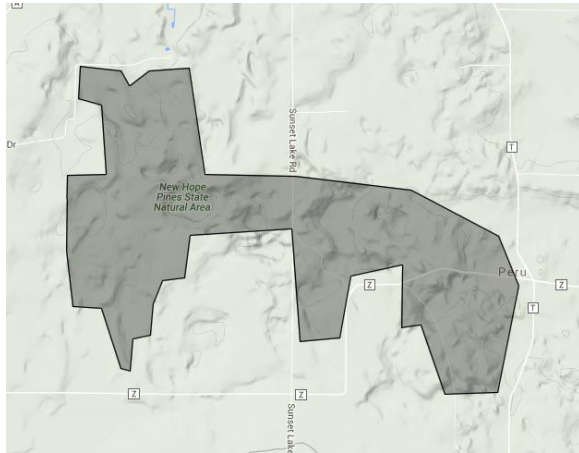 A
Dr
Sunset Lake Rd
T
New Hope
Pines State
Natural Area
Peru
Z
Z
T
Z
Z
Sunset Lake